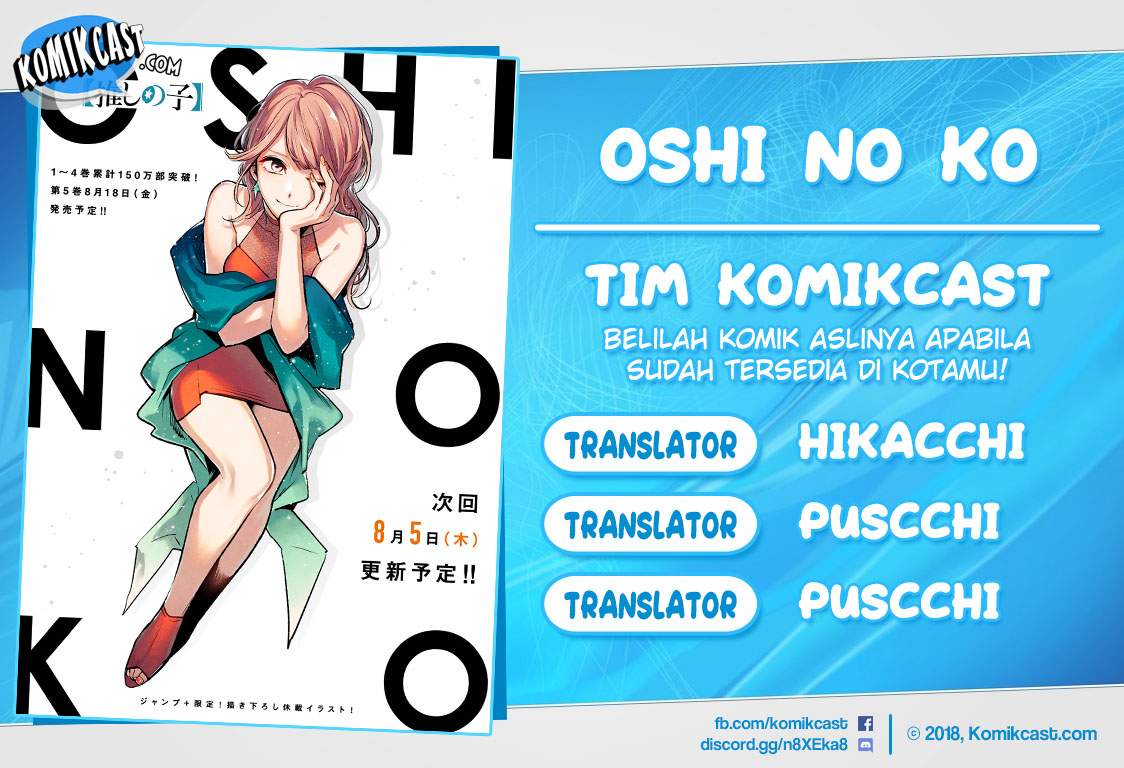 KOMIKCAST
.COM
OSHI
【推しの子】
1〜4巻累計150万部突破!
第5巻8月18日(金)
発売予定!!
NO
次回
8月5日(木)
更新予定!!
KO
ジャンプ+限定!描き下ろし休載イラスト!
OSHI NO KO
TIM KOMIKCAST
BELILAH KOMIK ASLINYA APABILA
SUDAH TERSEDIA DI KOTAMU!
TRANSLATOR HIKACCHI
TRANSLATOR PUSCCHI
TRANSLATOR PUSCCHI
fb.com/komikcast
discord.gg/n8XEka8
© 2018, Komikcast.com